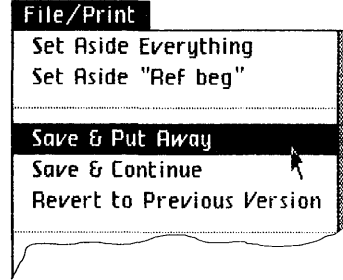 File/Print
Set Aside Everything
Set Aside "Ref beg"
Save & Put Away
Save & Continue
Revert to Previous Version